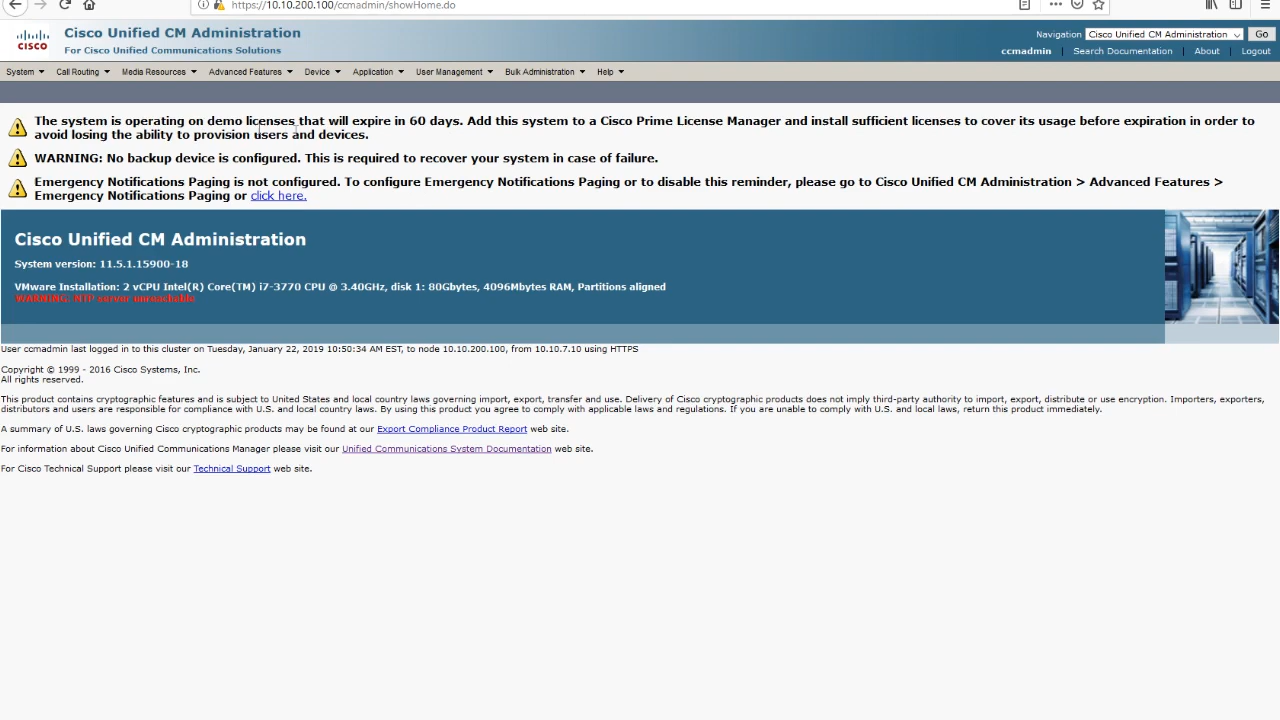 https://10.10.200.100/ccmadmin/showHome.do
Cisco Unified CM Administration
For Cisco Unified Communications Solutions
CISCO
Navigation Cisco Unified CM Administration Go
ccmadmin | Search Documentation | About | Logout
System Call Routing Media Resources Advanced Features Device Application User Management Bulk Administration Help
The system is operating on demo licenses that will expire in 60 days. Add this system to a Cisco Prime License Manager and install sufficient licenses to cover its usage before expiration in order to
avoid losing the ability to provision users and devices.
WARNING: No backup device is configured. This is required to recover your system in case of failure.
Emergency Notifications Paging is not configured. To configure Emergency Notifications Paging or to disable this reminder, please go to Cisco Unified CM Administration > Advanced Features >
Emergency Notifications Paging or click here.
Cisco Unified CM Administration
System version: 11.5.1.15900-18
VMware Installation: 2 vCPU Intel(R) Core(TM) i7-3770 CPU @ 3.40GHz, disk 1: 80Gbytes, 4096Mbytes RAM, Partitions aligned
WARNING: NTP server unreachable
User ccmadmin last logged in to this cluster on Tuesday, January 22, 2019 10:50:34 AM EST, to node 10.10.200.100, from 10.10.7.10 using HTTPS
Copyright © 1999 - 2016 Cisco Systems, Inc.
All rights reserved.
This product contains cryptographic features and is subject to United States and local country laws governing import, export, transfer and use. Delivery of Cisco cryptographic products does not imply third-party authority to import, export, distribute or use encryption. Importers, exporters,
distributors and users are responsible for compliance with U.S. and local country laws. By using this product you agree to comply with applicable laws and regulations. If you are unable to comply with U.S. and local laws, return this product immediately.
A summary of U.S. laws governing Cisco cryptographic products may be found at our Export Compliance Product Report web site.
For information about Cisco Unified Communications Manager please visit our Unified Communications System Documentation web site.
For Cisco Technical Support please visit our Technical Support web site.